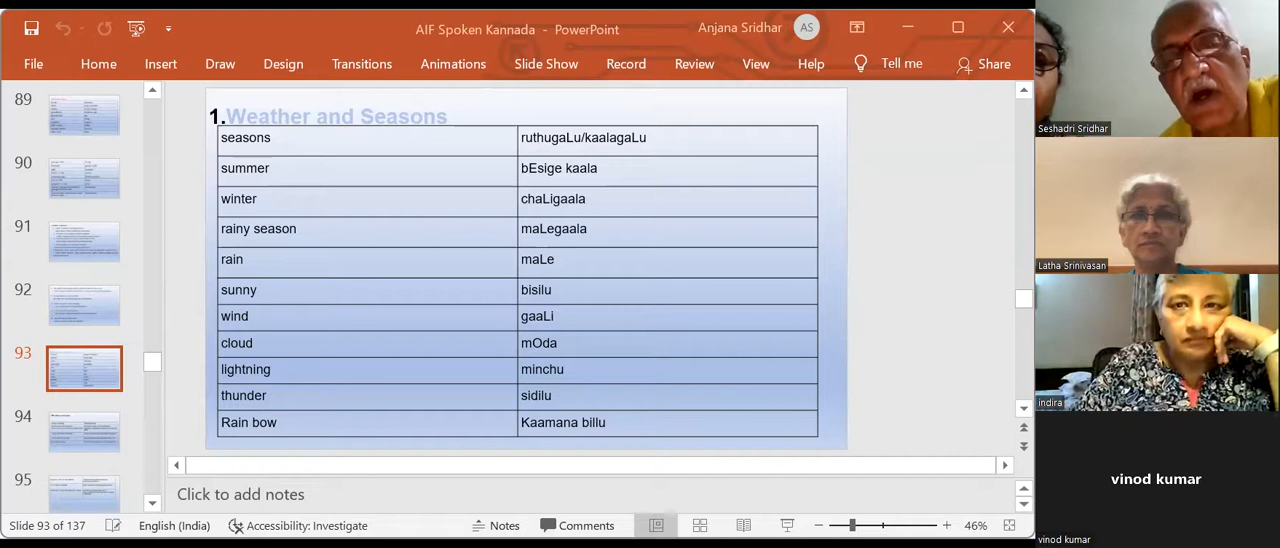 AIF Spoken Kannada - PowerPoint
Anjana Sridhar
AS
File Home Insert Draw Design Transitions Animations Slide Show Record Review View Help Tell me Share
89
90
91
92
93
94
95
1.Weather and Seasons
seasons ruthugaLu/kaalagaLu
summer bEsige kaala
winter chaLigaala
rainy season maLegaala
rain maLe
sunny bisilu
wind gaaLi
cloud mOda
lightning minchu
thunder sidilu
Rain bow Kaamana billu
Click to add notes
Slide 93 of 137 English (India) Accessibility: Investigate Notes Comments 46%
Seshadri Sridhar
Latha Srinivasan
indira
vinod kumar
vinod kumar